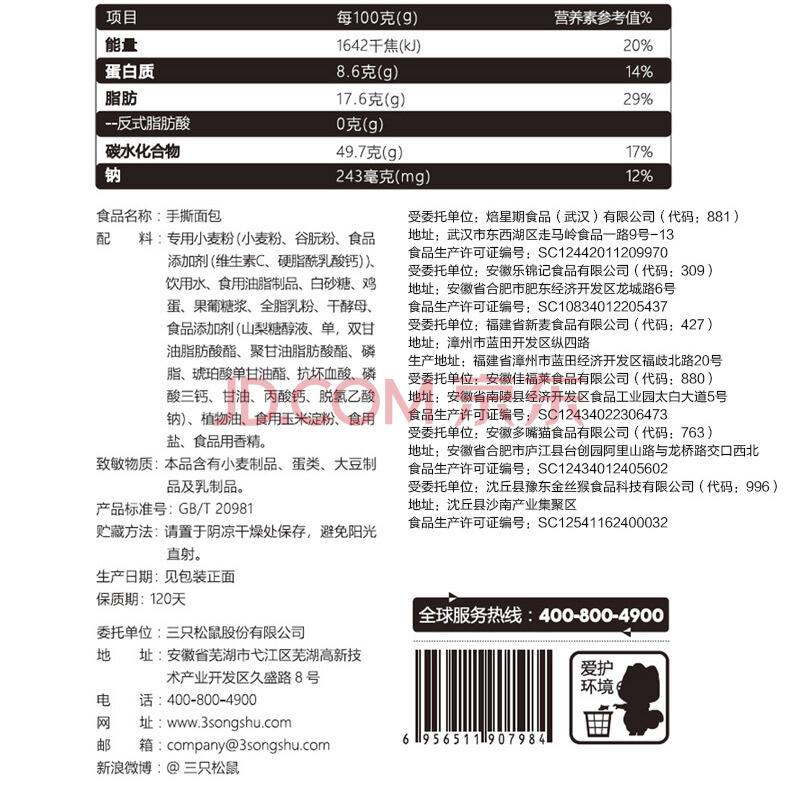 项目 每100克(g) 营养素参考值%
能量 1642千焦(kJ) 20%
蛋白质 8.6克(g) 14%
脂肪 17.6克(g) 29%
--反式脂肪酸 0克(g)
碳水化合物 49.7克(g) 17%
钠 243毫克(mg) 12%
食品名称：手撕面包
配 料：专用小麦粉(小麦粉、谷朊粉、食品
添加剂(维生素C、硬脂酰乳酸钙))、
饮用水、食用油脂制品、白砂糖、鸡
蛋、果葡糖浆、全脂乳粉、干酵母、
食品添加剂(山梨糖醇液、单，双甘
油脂肪酸酯、聚甘油脂肪酸酯、磷
脂、琥珀酸单甘油酯、抗坏血酸、磷
酸三钙、甘油、丙酸钙、脱氢乙酸
钠)、植物油、食用玉米淀粉、食用
盐、食品用香精。
致敏物质：本品含有小麦制品、蛋类、大豆制
品及乳制品。
产品标准号：GB/T 20981
贮藏方法：请置于阴凉干燥处保存，避免阳光
直射。
生产日期：见包装正面
保质期：120天
委托单位：三只松鼠股份有限公司
地 址：安徽省芜湖市弋江区芜湖高新技
术产业开发区久盛路8号
电 话：400-800-4900
网 址：www.3songshu.com
邮 箱：company@3songshu.com
新浪微博：@三只松鼠
受委托单位：焙星期食品（武汉）有限公司（代码：881）
地址：武汉市东西湖区走马岭食品一路9号-13
食品生产许可证编号：SC12442011209970
受委托单位：安徽乐锦记食品有限公司（代码：309）
地址：安徽省合肥市肥东经济开发区龙城路6号
食品生产许可证编号：SC10834012205437
受委托单位：福建省新麦食品有限公司（代码：427）
地址：漳州市蓝田开发区纵四路
生产地址：福建省漳州市蓝田经济开发区福歧北路20号
受委托单位：安徽佳福莱食品有限公司（代码：880）
地址：安徽省南陵县经济开发区食品工业园太白大道5号
食品生产许可证编号：SC12434022306473
受委托单位：安徽多嘴猫食品有限公司（代码：763）
地址：安徽省合肥市庐江县台创园阿里山路与龙桥路交口西北
食品生产许可证编号：SC12434012405602
受委托单位：沈丘县豫东金丝猴食品科技有限公司（代码：996）
地址：沈丘县沙南产业集聚区
食品生产许可证编号：SC12541162400032
JD.COM 京东
全球服务热线：400-800-4900
爱护
环境
6 956511 907984